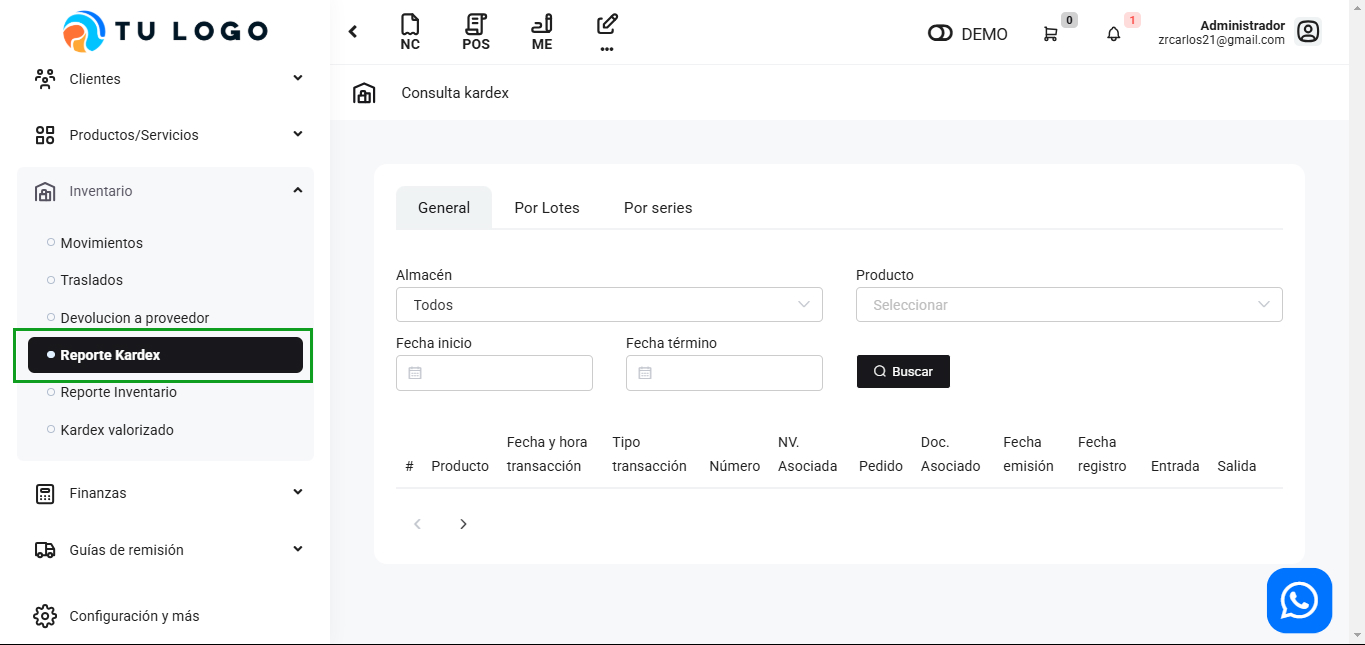 TU LOGO
Clientes
Productos/Servicios
Inventario
Movimientos
Traslados
Devolucion a proveedor
Reporte Kardex
Reporte Inventario
Kardex valorizado
Finanzas
Guías de remisión
Configuración y más
NC
POS
ME
...
DEMO
0
1
Administrador
zrcarlos21@gmail.com
Consulta kardex
General
Por Lotes
Por series
Almacén
Todos
Producto
Seleccionar
Fecha inicio
Fecha término
Buscar
#
Producto
Fecha y hora
transacción
Tipo
transacción
Número
NV.
Asociada
Pedido
Doc.
Asociado
Fecha
emisión
Fecha
registro
Entrada
Salida